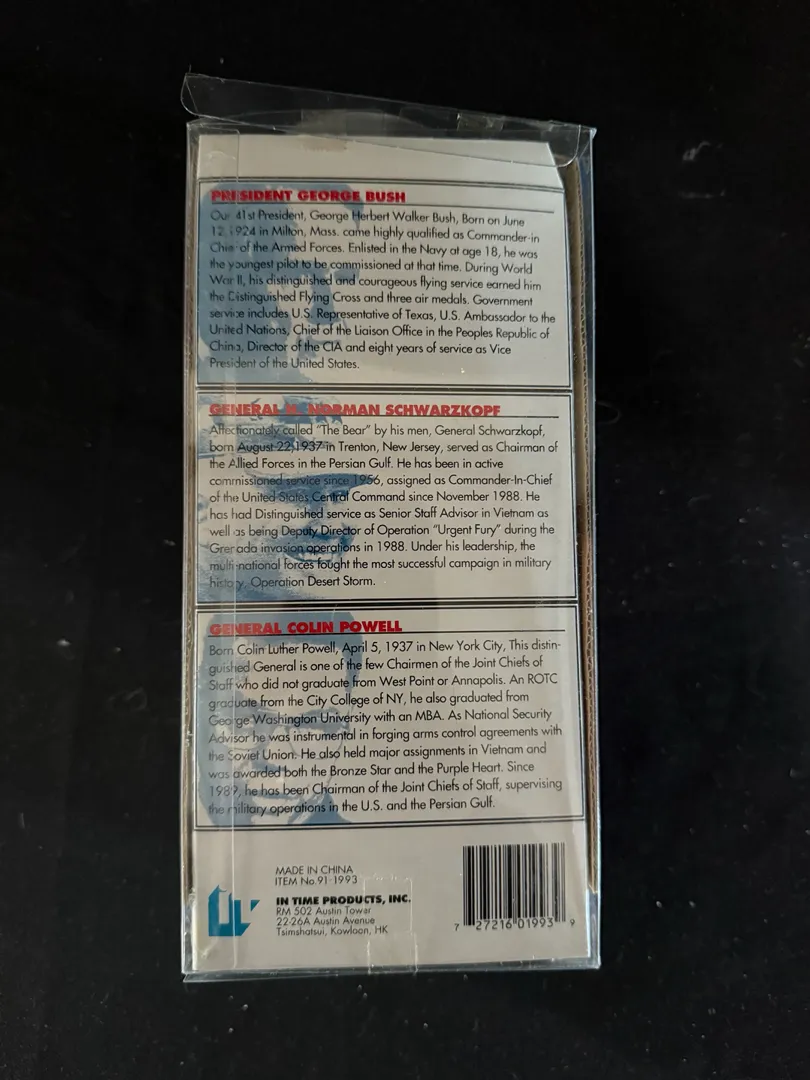 PRESIDENT GEORGE BUSH
Our 41st President, George Herbert Walker Bush, Born on June
12 1924 in Milton, Mass. came highly qualified as Commander-in
Chief of the Armed Forces. Enlisted in the Navy at age 18, he was
the youngest pilot to be commissioned at that time. During World
War II, his distinguished and courageous flying service earned him
the Distinguished Flying Cross and three air medals. Government
service includes U.S. Representative of Texas, U.S. Ambassador to the
United Nations, Chief of the Liaison Office in the Peoples Republic of
China, Director of the CIA and eight years of service as Vice
President of the United States.
GENERAL H. NORMAN SCHWARZKOPF
Affectionately called "The Bear" by his men, General Schwarzkopf,
born August 22, 1937 in Trenton, New Jersey, served as Chairman of
the Allied Forces in the Persian Gulf. He has been in active
commissioned service since 1956, assigned as Commander-In-Chief
of the United States Central Command since November 1988. He
has had Distinguished service as Senior Staff Advisor in Vietnam as
well as being Deputy Director of Operation "Urgent Fury" during the
Grenada invasion operations in 1988. Under his leadership, the
multi-national forces fought the most successful campaign in military
history, Operation Desert Storm.
GENERAL COLIN POWELL
Born Colin Luther Powell, April 5, 1937 in New York City, This distin-
guished General is one of the few Chairmen of the Joint Chiefs of
Staff who did not graduate from West Point or Annapolis. An ROTC
graduate from the City College of NY, he also graduated from
George Washington University with an MBA. As National Security
Advisor he was instrumental in forging arms control agreements with
the Soviet Union. He also held major assignments in Vietnam and
was awarded both the Bronze Star and the Purple Heart. Since
1989, he has been Chairman of the Joint Chiefs of Staff, supervising
the military operations in the U.S. and the Persian Gulf.
MADE IN CHINA
ITEM No. 91-1993
IN TIME PRODUCTS, INC.
RM 502 Austin Towar
22-26A Austin Avenue
Tsimshatsui, Kowloon, HK
7 27216 01993 9